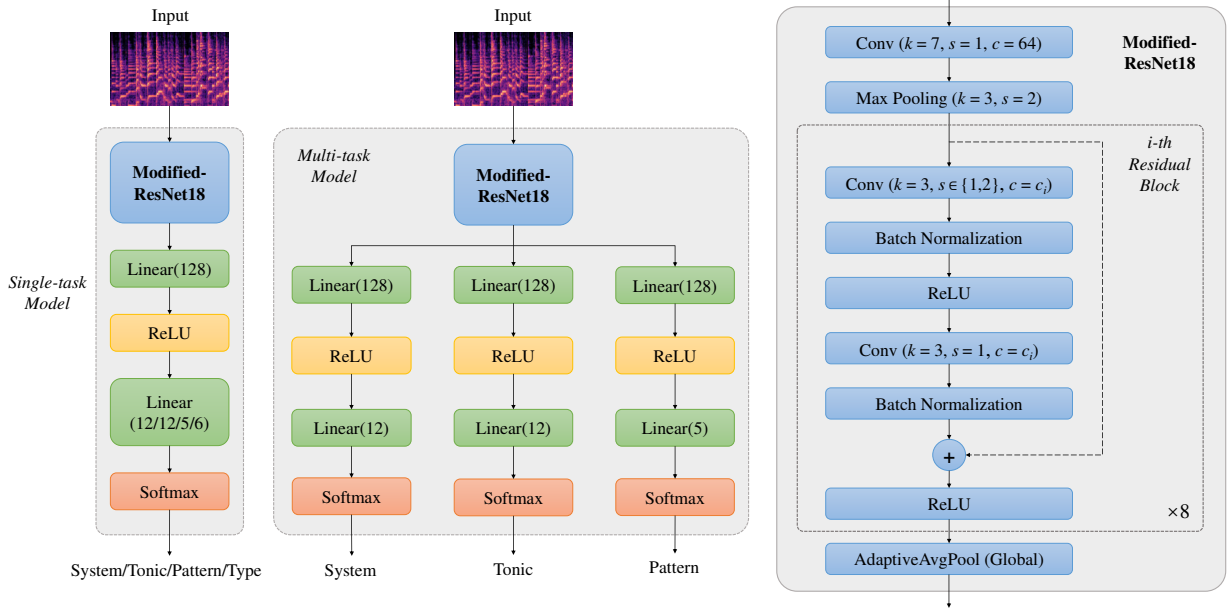 Input
Modified-
ResNet18
Linear(128)
ReLU
Linear
(12/12/5/6)
Softmax
Single-task
Model
System/Tonic/Pattern/Type
Input
Multi-task
Model
Modified-
ResNet18
Linear(128)
Linear(128)
Linear(128)
ReLU
ReLU
ReLU
Linear(12)
Linear(12)
Linear(5)
Softmax
Softmax
Softmax
System
Tonic
Pattern
Modified-
ResNet18
Conv (k = 7, s = 1, c = 64)
Max Pooling (k = 3, s = 2)
i-th
Residual
Block
Conv (k = 3, s ∈ {1,2}, c = cᵢ)
Batch Normalization
ReLU
Conv (k = 3, s = 1, c = cᵢ)
Batch Normalization
+
ReLU
×8
AdaptiveAvgPool (Global)